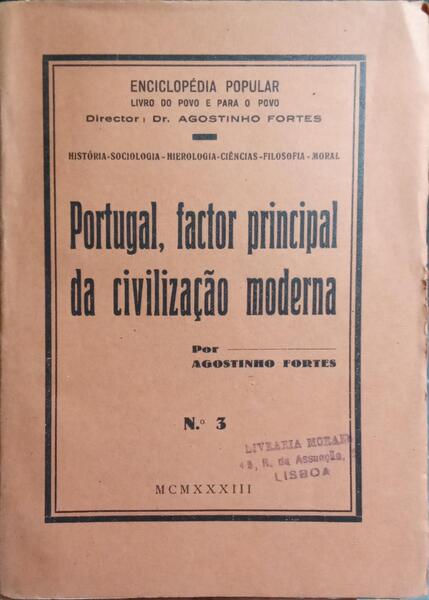 ENCICLOPÉDIA POPULAR
LIVRO DO POVO E PARA O POVO
Director: Dr. AGOSTINHO FORTES
HISTÓRIA-SOCIOLOGIA-HIEROLOGIA-CIÊNCIAS-FILOSOFIA-MORAL
Portugal, factor principal
da civilização moderna
Por
AGOSTINHO FORTES
N.º 3
LIVRARIA MORAES
43, R. da Assunção,
LISBOA
MCMXXXIII